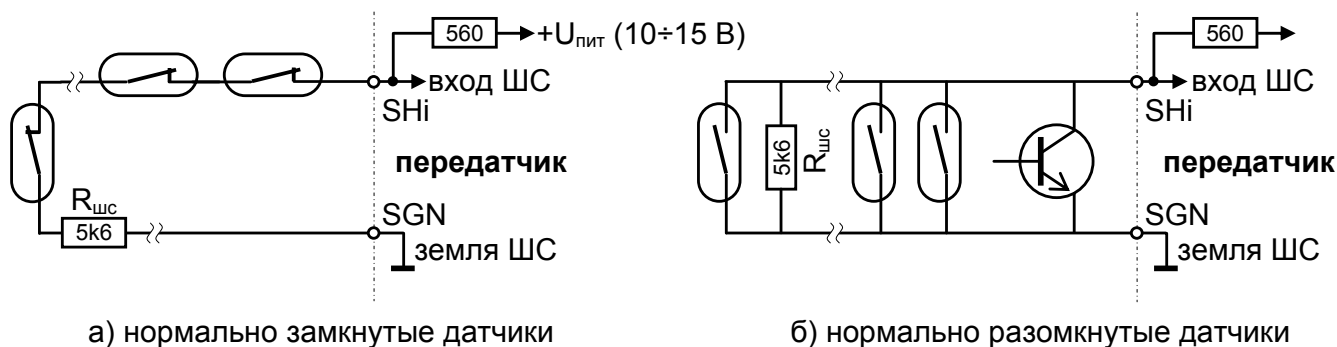 560
+Uпит (10÷15 В)
вход ШС
SHi
передатчик
Rшс
5k6
SGN
земля ШС
а) нормально замкнутые датчики
560
вход ШС
SHi
5k6
Rшс
передатчик
SGN
земля ШС
б) нормально разомкнутые датчики